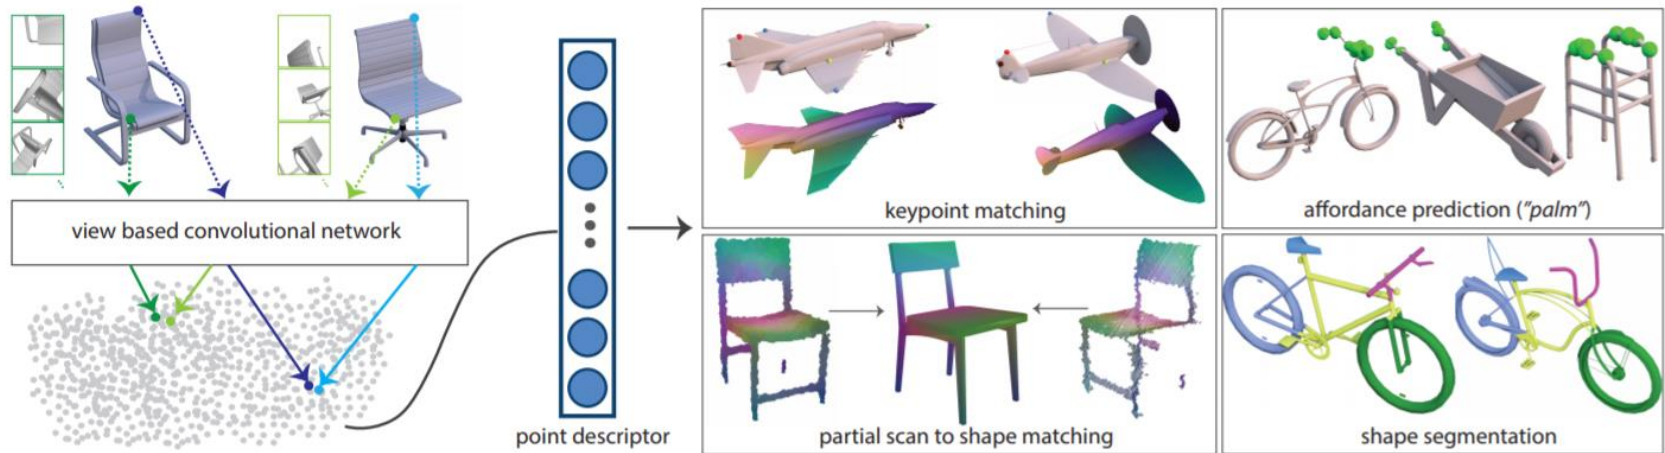 view based convolutional network
point descriptor
keypoint matching
affordance prediction ("palm")
partial scan to shape matching
shape segmentation